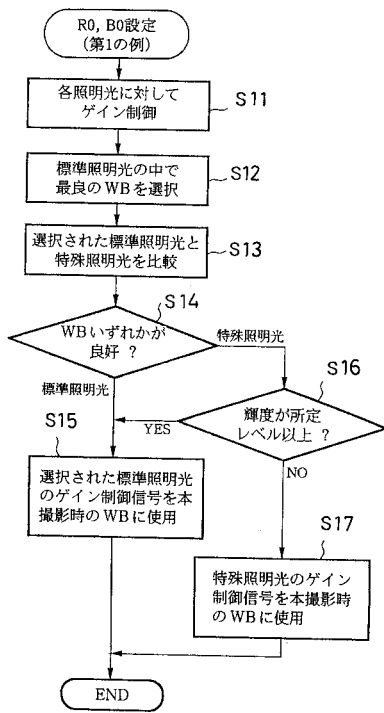 R0, B0設定
(第1の例)
各照明光に対して
ゲイン制御
S11
標準照明光の中で
最良のWBを選択
S12
選択された標準照明光と
特殊照明光を比較
S13
S14
WBいずれかが
良好 ?
特殊照明光
標準照明光
S16
輝度が所定
レベル以上 ?
YES
NO
S15
選択された標準照明光
のゲイン制御信号を本
撮影時のWBに使用
S17
特殊照明光のゲイン
制御信号を本撮影時
のWBに使用
END